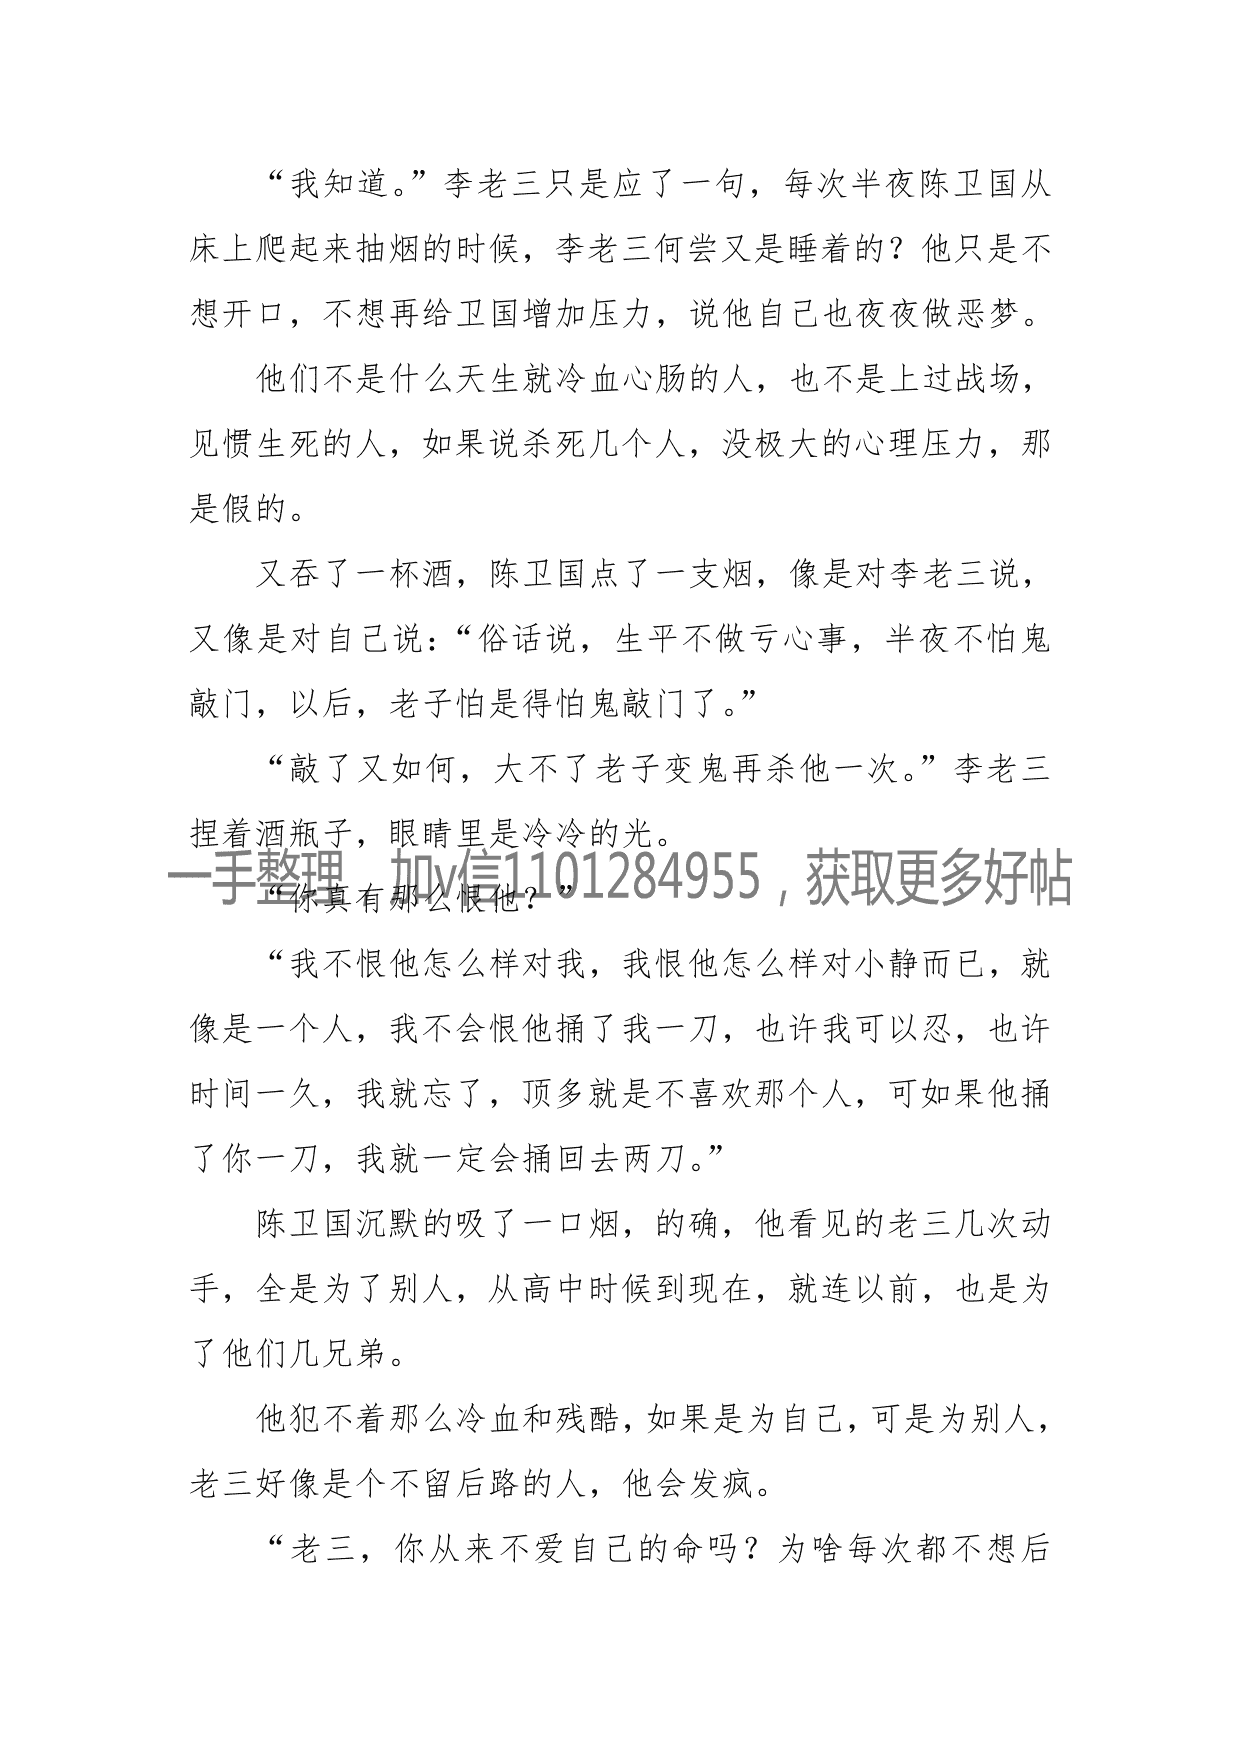 “我知道。”李老三只是应了一句，每次半夜陈卫国从
床上爬起来抽烟的时候，李老三何尝又是睡着的？他只是不
想开口，不想再给卫国增加压力，说他自己也夜夜做恶梦。
他们不是什么天生就冷血心肠的人，也不是上过战场，
见惯生死的人，如果说杀死几个人，没极大的心理压力，那
是假的。
又吞了一杯酒，陈卫国点了一支烟，像是对李老三说，
又像是对自己说：“俗话说，生平不做亏心事，半夜不怕鬼
敲门，以后，老子怕是得怕鬼敲门了。”
“敲了又如何，大不了老子变鬼再杀他一次。”李老三
捏着酒瓶子，眼睛里是冷冷的光。
一手整理，加v信1101284955，获取更多好帖
“你真有那么恨他？”
“我不恨他怎么样对我，我恨他怎么样对小静而已，就
像是一个人，我不会恨他捅了我一刀，也许我可以忍，也许
时间一久，我就忘了，顶多就是不喜欢那个人，可如果他捅
了你一刀，我就一定会捅回去两刀。”
陈卫国沉默的吸了一口烟，的确，他看见的老三几次动
手，全是为了别人，从高中时候到现在，就连以前，也是为
了他们几兄弟。
他犯不着那么冷血和残酷，如果是为自己，可是为别人，
老三好像是个不留后路的人，他会发疯。
“老三，你从来不爱自己的命吗？为啥每次都不想后